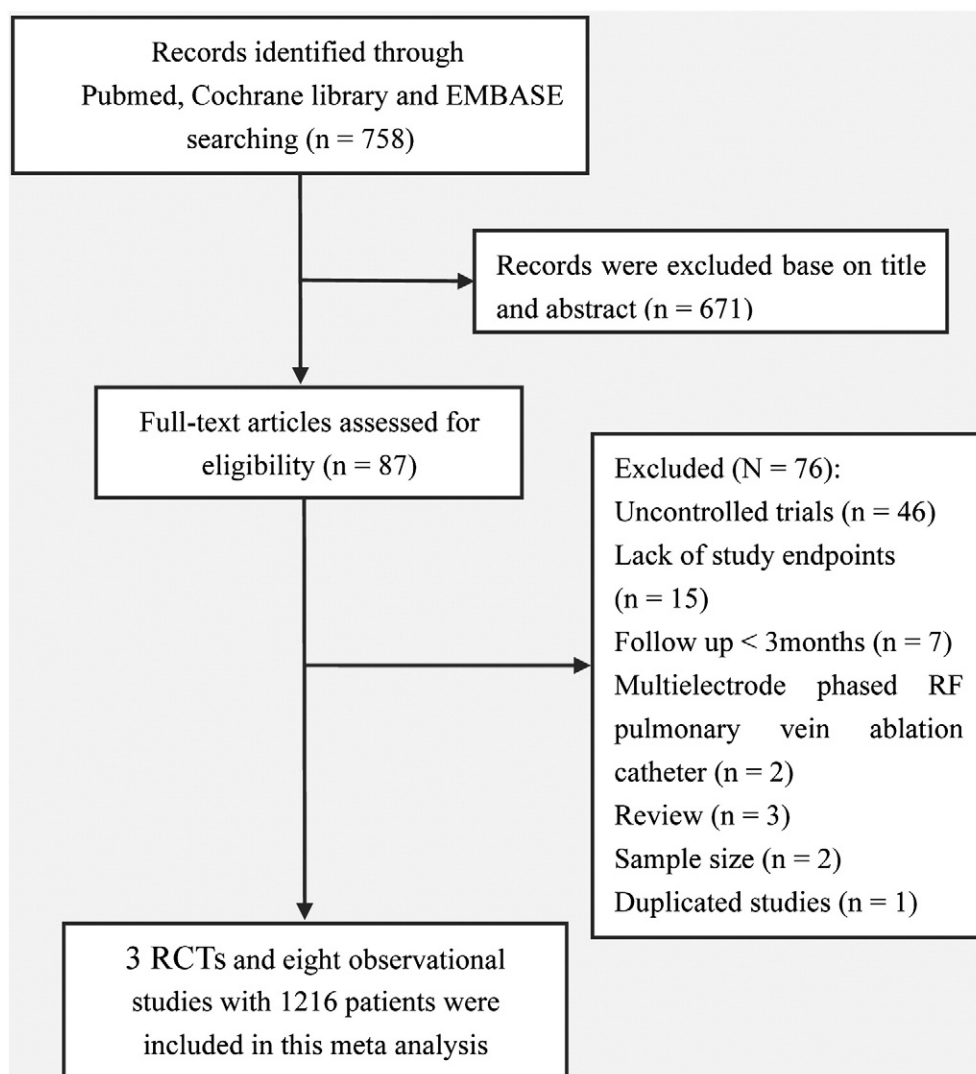 Records identified through
Pubmed, Cochrane library and EMBASE
searching (n = 758)
Records were excluded base on title
and abstract (n = 671)
Full-text articles assessed for
eligibility (n = 87)
Excluded (N = 76):
Uncontrolled trials (n = 46)
Lack of study endpoints
(n = 15)
Follow up < 3months (n = 7)
Multielectrode phased RF
pulmonary vein ablation
catheter (n = 2)
Review (n = 3)
Sample size (n = 2)
Duplicated studies (n = 1)
3 RCTs and eight observational
studies with 1216 patients were
included in this meta analysis